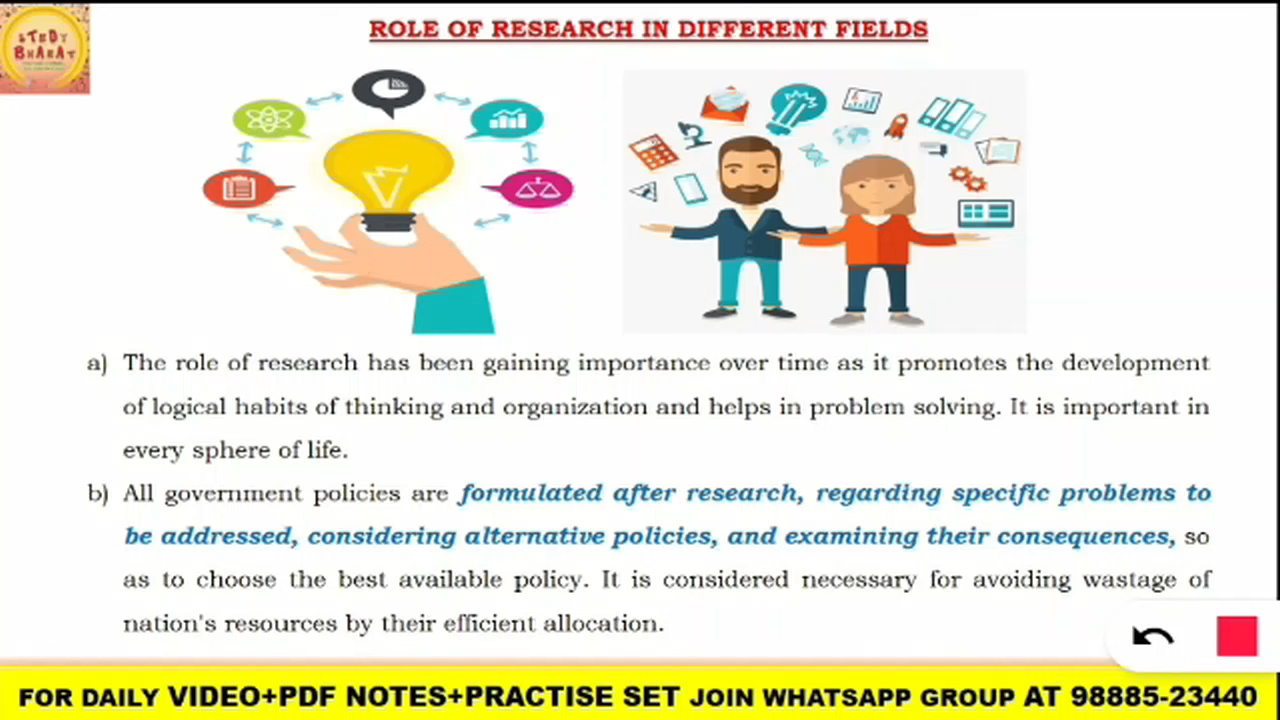 STUDY
BHARAT
ROLE OF RESEARCH IN DIFFERENT FIELDS
a) The role of research has been gaining importance over time as it promotes the development
of logical habits of thinking and organization and helps in problem solving. It is important in
every sphere of life.
b) All government policies are formulated after research, regarding specific problems to
be addressed, considering alternative policies, and examining their consequences, so
as to choose the best available policy. It is considered necessary for avoiding wastage of
nation's resources by their efficient allocation.
FOR DAILY VIDEO+PDF NOTES+PRACTISE SET JOIN WHATSAPP GROUP AT 98885-23440